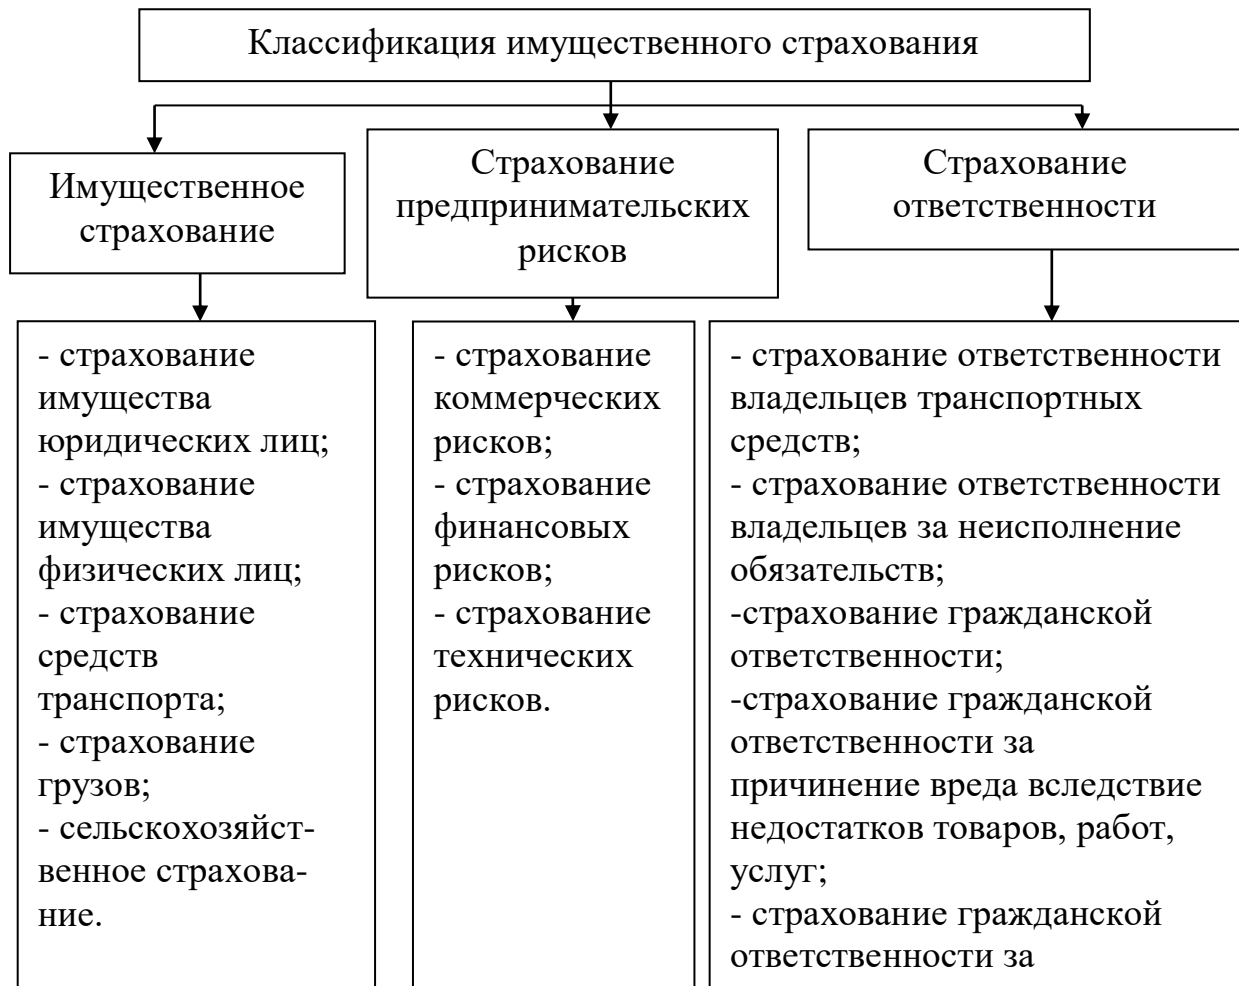 Классификация имущественного страхования
Имущественное
страхование
Страхование
предпринимательских
рисков
Страхование
ответственности
- страхование
имущества
юридических лиц;
- страхование
имущества
физических лиц;
- страхование
средств
транспорта;
- страхование
грузов;
- сельскохозяйст-
венное страхова-
ние.
- страхование
коммерческих
рисков;
- страхование
финансовых
рисков;
- страхование
технических
рисков.
- страхование ответственности
владельцев транспортных
средств;
- страхование ответственности
владельцев за неисполнение
обязательств;
-страхование гражданской
ответственности;
-страхование гражданской
ответственности за
причинение вреда вследствие
недостатков товаров, работ,
услуг;
- страхование гражданской
ответственности за